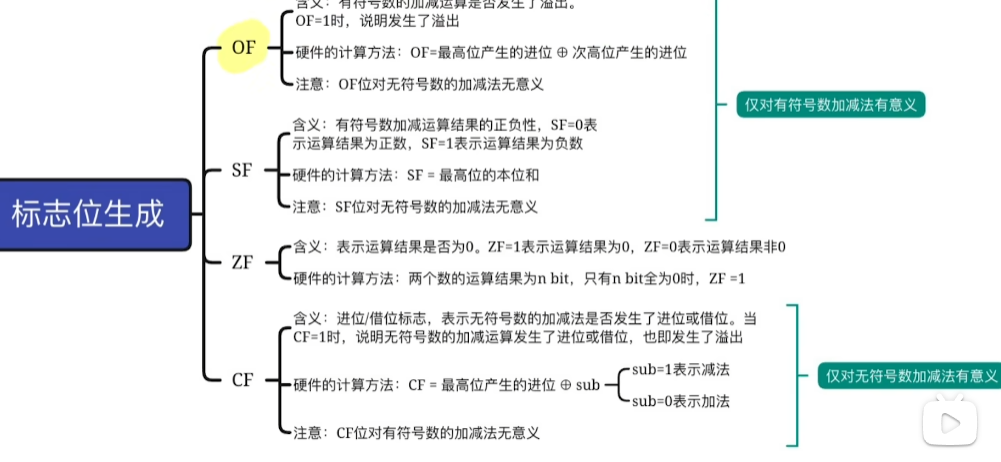 含义：有符号数的加减运算是否发生了溢出。
OF=1时，说明发生了溢出
OF
硬件的计算方法：OF=最高位产生的进位 ⊕ 次高位产生的进位
注意：OF位对无符号数的加减法无意义
仅对有符号数加减法有意义
含义：有符号数加减运算结果的正负性，SF=0表
示运算结果为正数，SF=1表示运算结果为负数
SF
硬件的计算方法：SF = 最高位的本位和
注意：SF位对无符号数的加减法无意义
标志位生成
含义：表示运算结果是否为0。ZF=1表示运算结果为0，ZF=0表示运算结果非0
ZF
硬件的计算方法：两个数的运算结果为n bit，只有n bit全为0时，ZF =1
含义：进位/借位标志，表示无符号数的加减法是否发生了进位或借位。当
CF=1时，说明无符号数的加减运算发生了进位或借位，也即发生了溢出
CF
硬件的计算方法：CF = 最高位产生的进位 ⊕ sub
sub=1表示减法
sub=0表示加法
仅对无符号数加减法有意义
注意：CF位对有符号数的加减法无意义